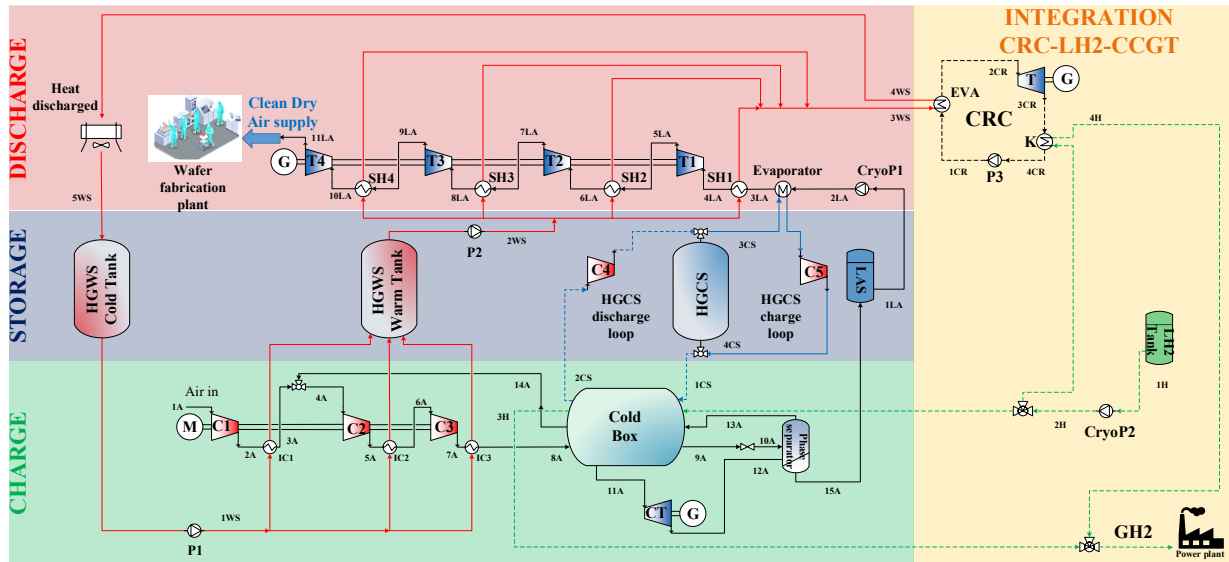 INTEGRATION
CRC-LH2-CCGT
DISCHARGE
STORAGE
CHARGE
Heat
discharged
Clean Dry
Air supply
Wafer
fabrication
plant
11LA
9LA
7LA
5LA
G
T4
T3
T2
T1
SH4
SH3
SH2
SH1
10LA
8LA
6LA
4LA
3LA
2LA
Evaporator
CryoP1
4WS
3WS
EVA
2CR
T
G
3CR
CRC
K
4H
1CR
P3
4CR
5WS
P2
2WS
HGWS
Cold Tank
HGWS
Warm Tank
C4
HGCS
discharge
loop
3CS
HGCS
C5
HGCS
charge
loop
LAS
1LA
4CS
LH2
Tank
1H
2H
CryoP2
Air in
1A
M
C1
2A
IC1
3A
4A
C2
5A
IC2
6A
C3
7A
IC3
14A
8A
2CS
1CS
3H
Cold
Box
13A
9A
10A
12A
Phase
separator
11A
15A
CT
G
1WS
P1
GH2
Power plant